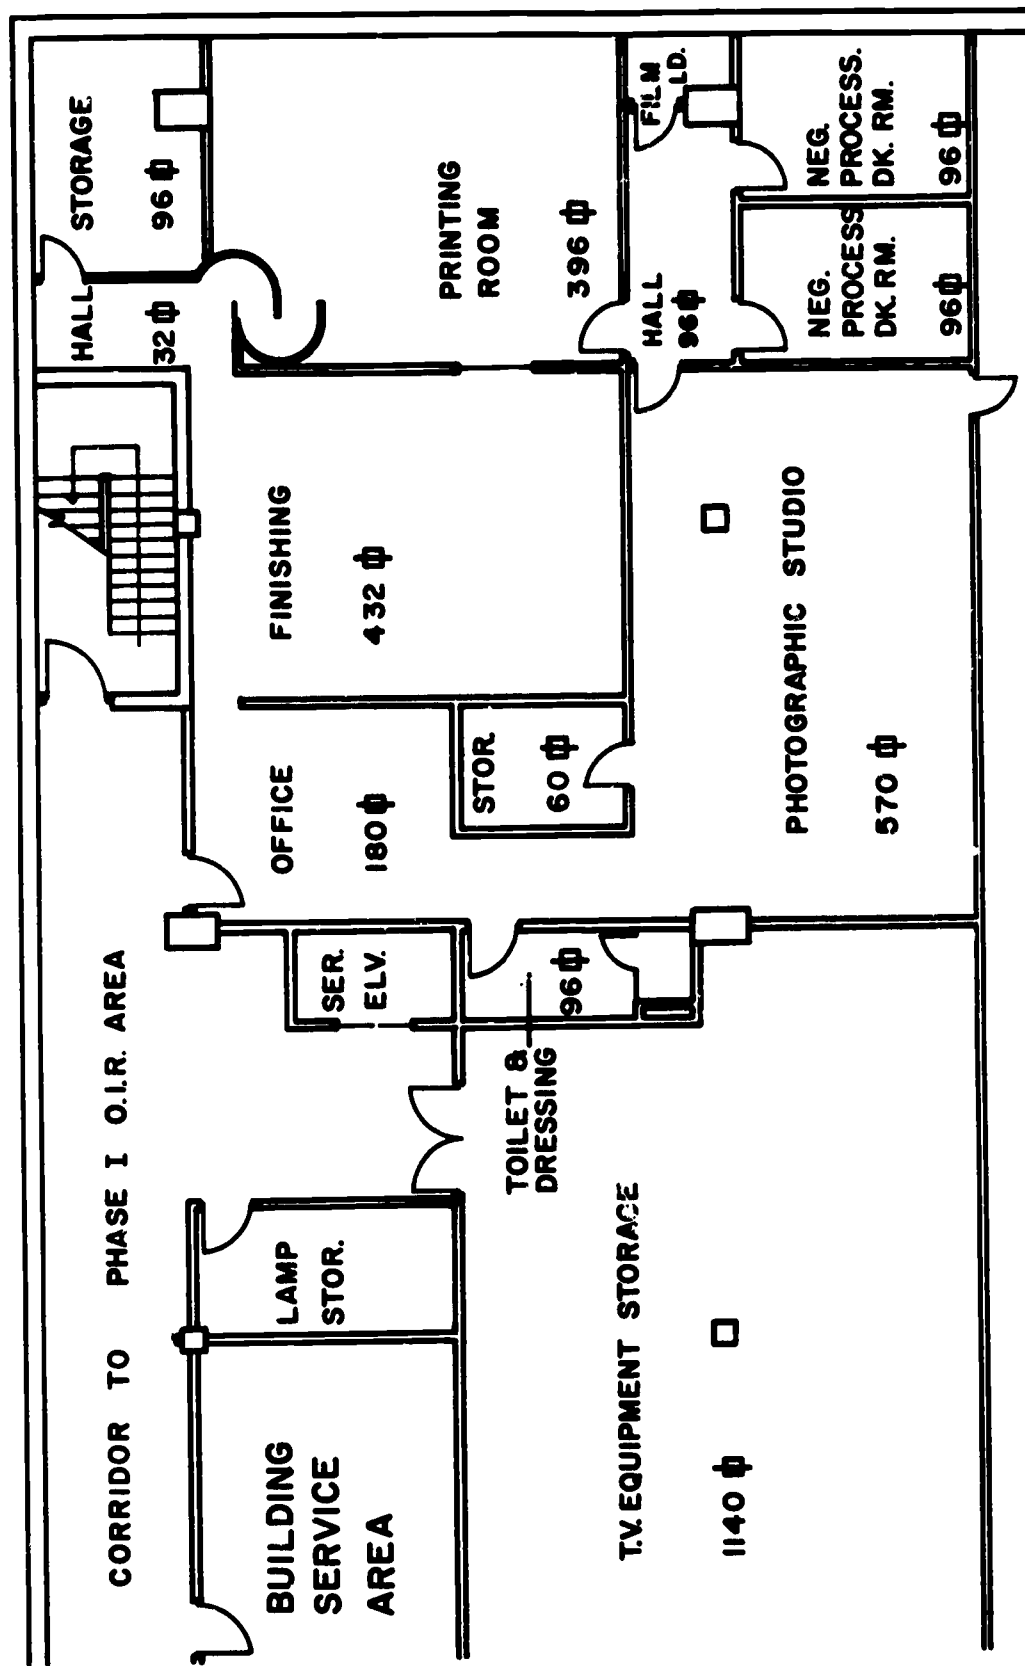 CORRIDOR TO PHASE I O.I.R. AREA
HALL
32
STORAGE
96
BUILDING
SERVICE
AREA
LAMP
STOR.
SER.
ELV.
OFFICE
180
FINISHING
432
PRINTING
ROOM
396
STOR.
60
TOILET &
DRESSING
96
HALL
96
FILM
LD.
T.V. EQUIPMENT STORAGE
1140
PHOTOGRAPHIC STUDIO
570
NEG.
PROCESS
DK. RM.
96
NEG.
PROCESS.
DK. RM.
96